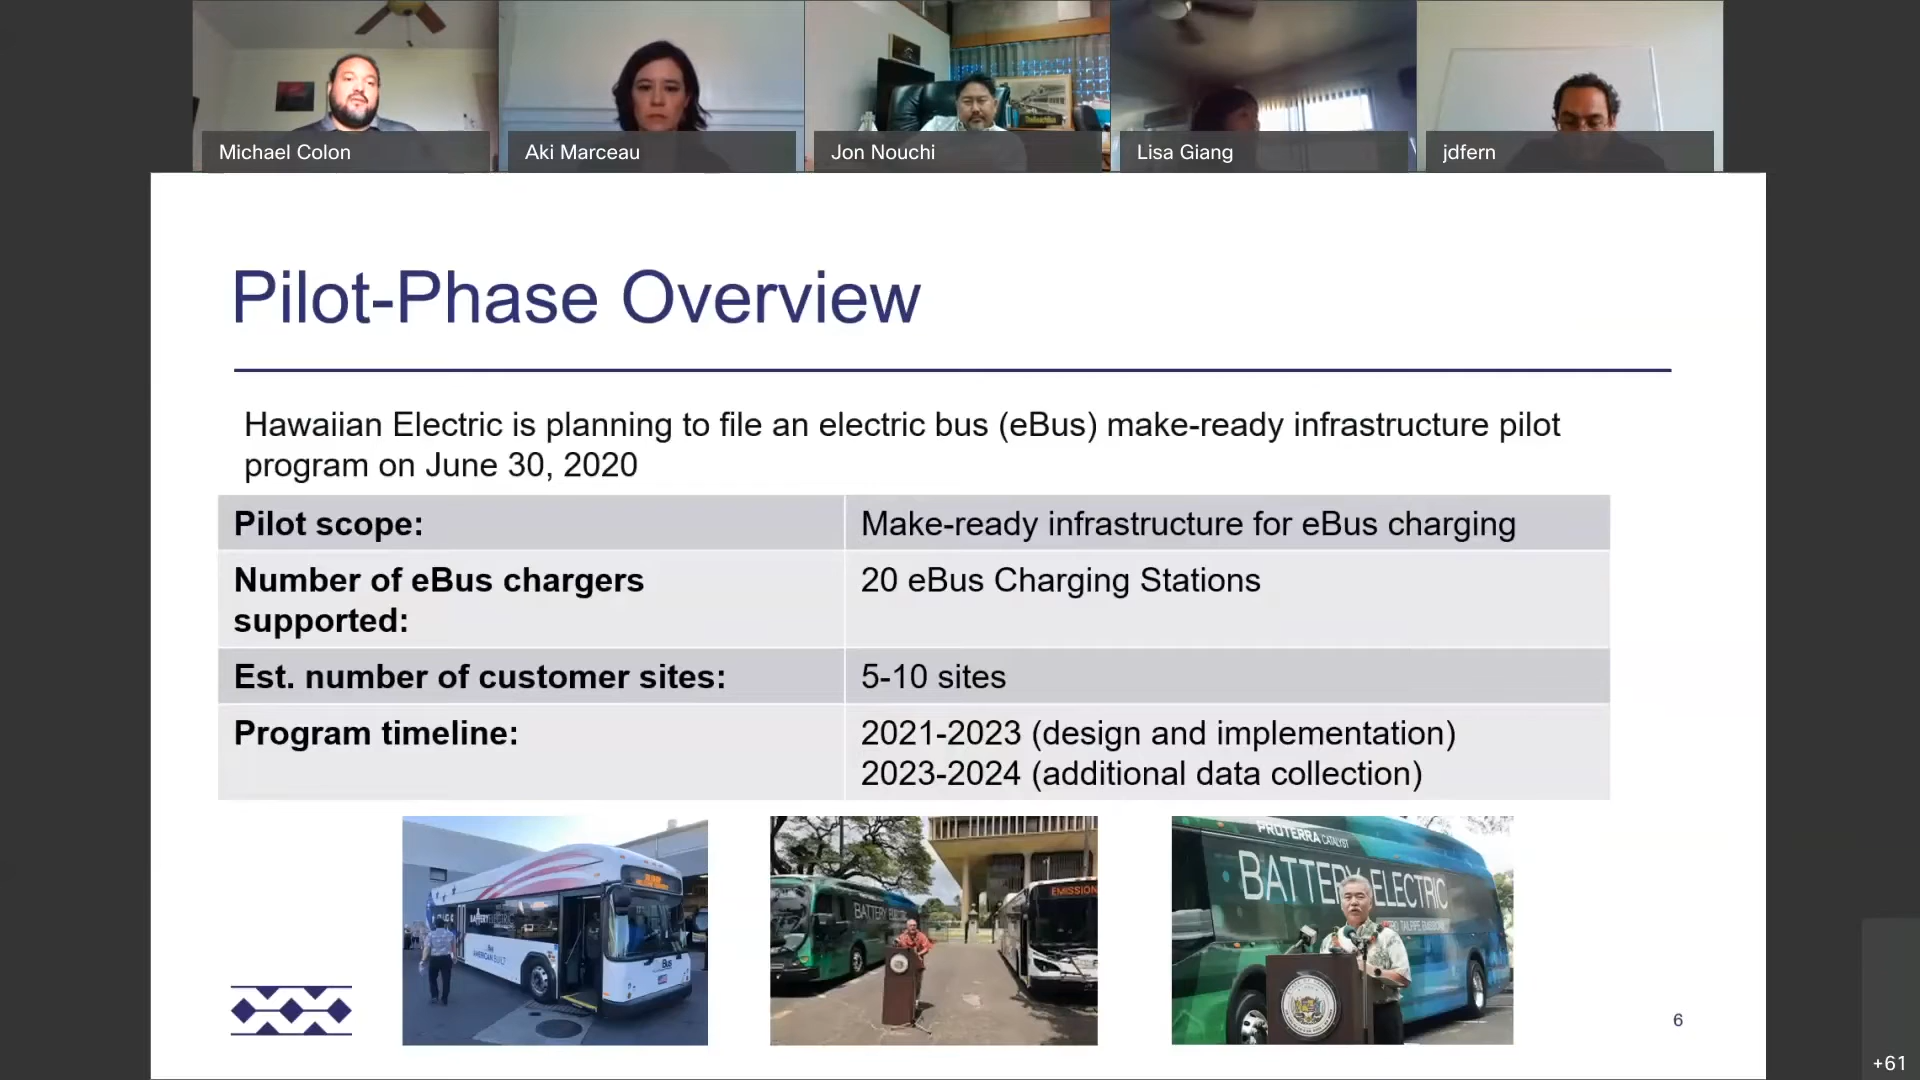 Michael Colon
Aki Marceau
Jon Nouchi
Lisa Giang
jdfern
Pilot-Phase Overview
Hawaiian Electric is planning to file an electric bus (eBus) make-ready infrastructure pilot
program on June 30, 2020
Pilot scope:
Make-ready infrastructure for eBus charging
Number of eBus chargers
supported:
20 eBus Charging Stations
Est. number of customer sites:
5-10 sites
Program timeline:
2021-2023 (design and implementation)
2023-2024 (additional data collection)
BATTERY
EMISSION
PROTERRA CATALYST
BATTERY ELECTRIC
6
+61